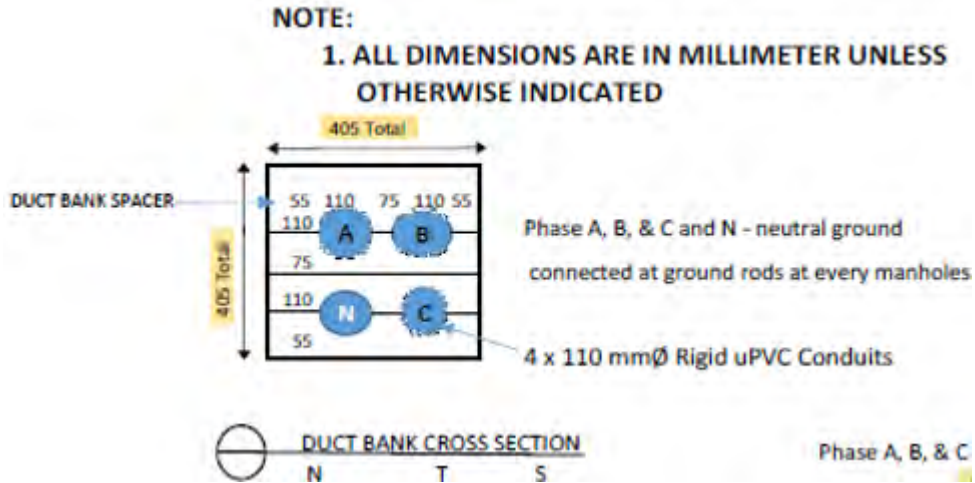 NOTE:
1. ALL DIMENSIONS ARE IN MILLIMETER UNLESS
OTHERWISE INDICATED
405 Total
DUCT BANK SPACER
55 110 75 110 55
110
A
B
Phase A, B, & C and N - neutral ground
connected at ground rods at every manholes
75
405 Total
110
N
C
55
4 x 110 mmØ Rigid uPVC Conduits
DUCT BANK CROSS SECTION
N T S
Phase A, B, & C